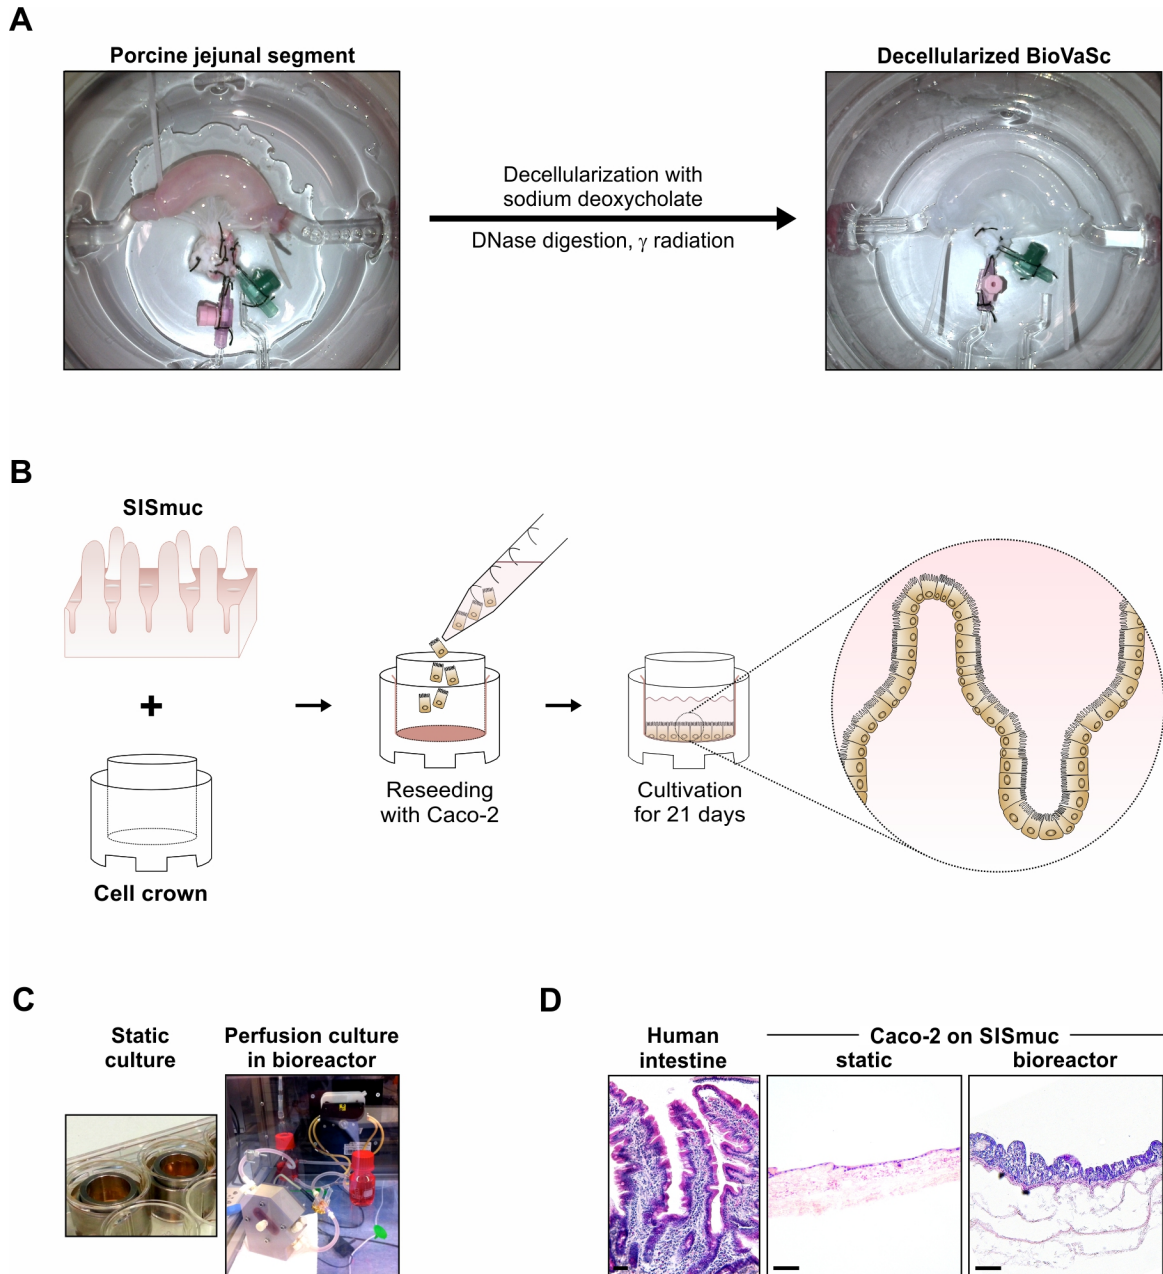 A
Porcine jejunal segment
Decellularized BioVaSc
Decellularization with
sodium deoxycholate
DNase digestion, γ radiation
B
SISmuc
+
Cell crown
Reseeding
with Caco-2
Cultivation
for 21 days
C
Static
culture
Perfusion culture
in bioreactor
D
Human
intestine
Caco-2 on SISmuc
static
bioreactor